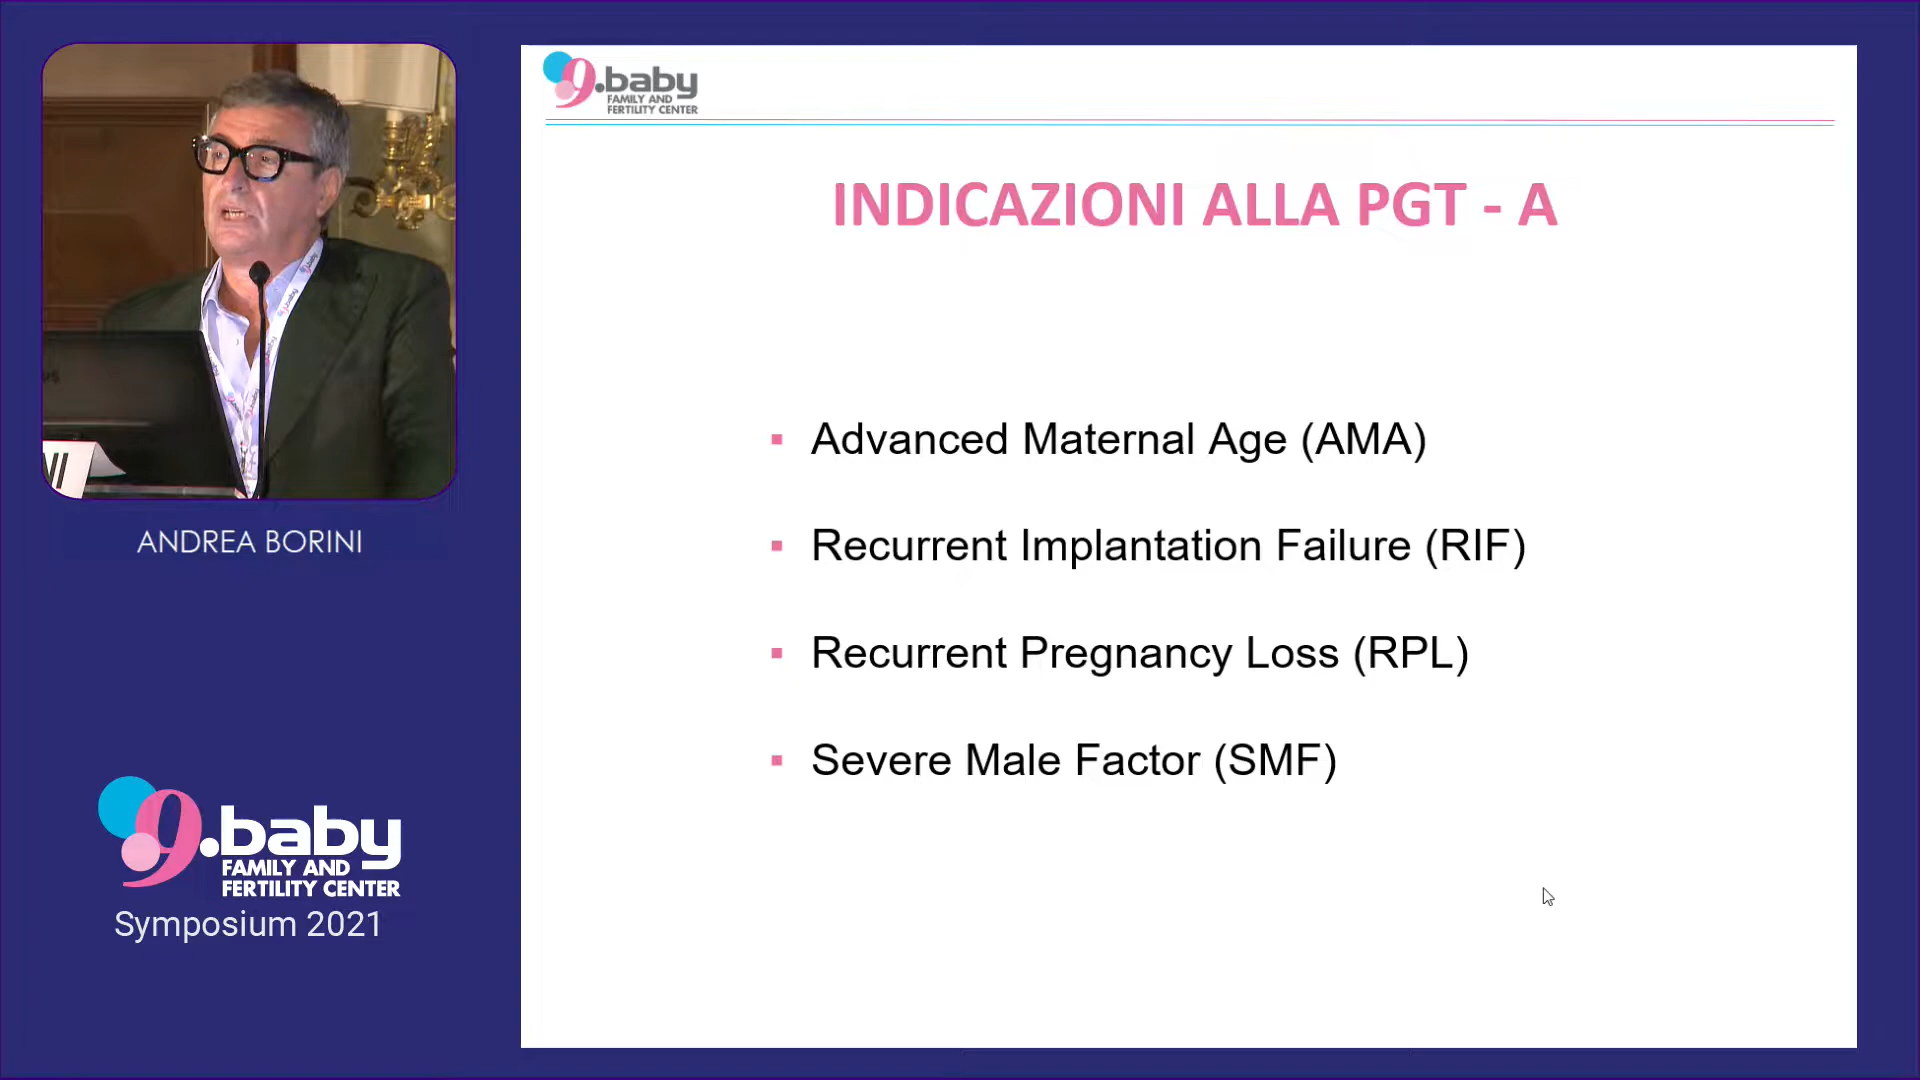 9.baby
FAMILY AND
FERTILITY CENTER
INDICAZIONI ALLA PGT - A
Advanced Maternal Age (AMA)
Recurrent Implantation Failure (RIF)
Recurrent Pregnancy Loss (RPL)
Severe Male Factor (SMF)
ANDREA BORINI
9.baby
FAMILY AND
FERTILITY CENTER
Symposium 2021